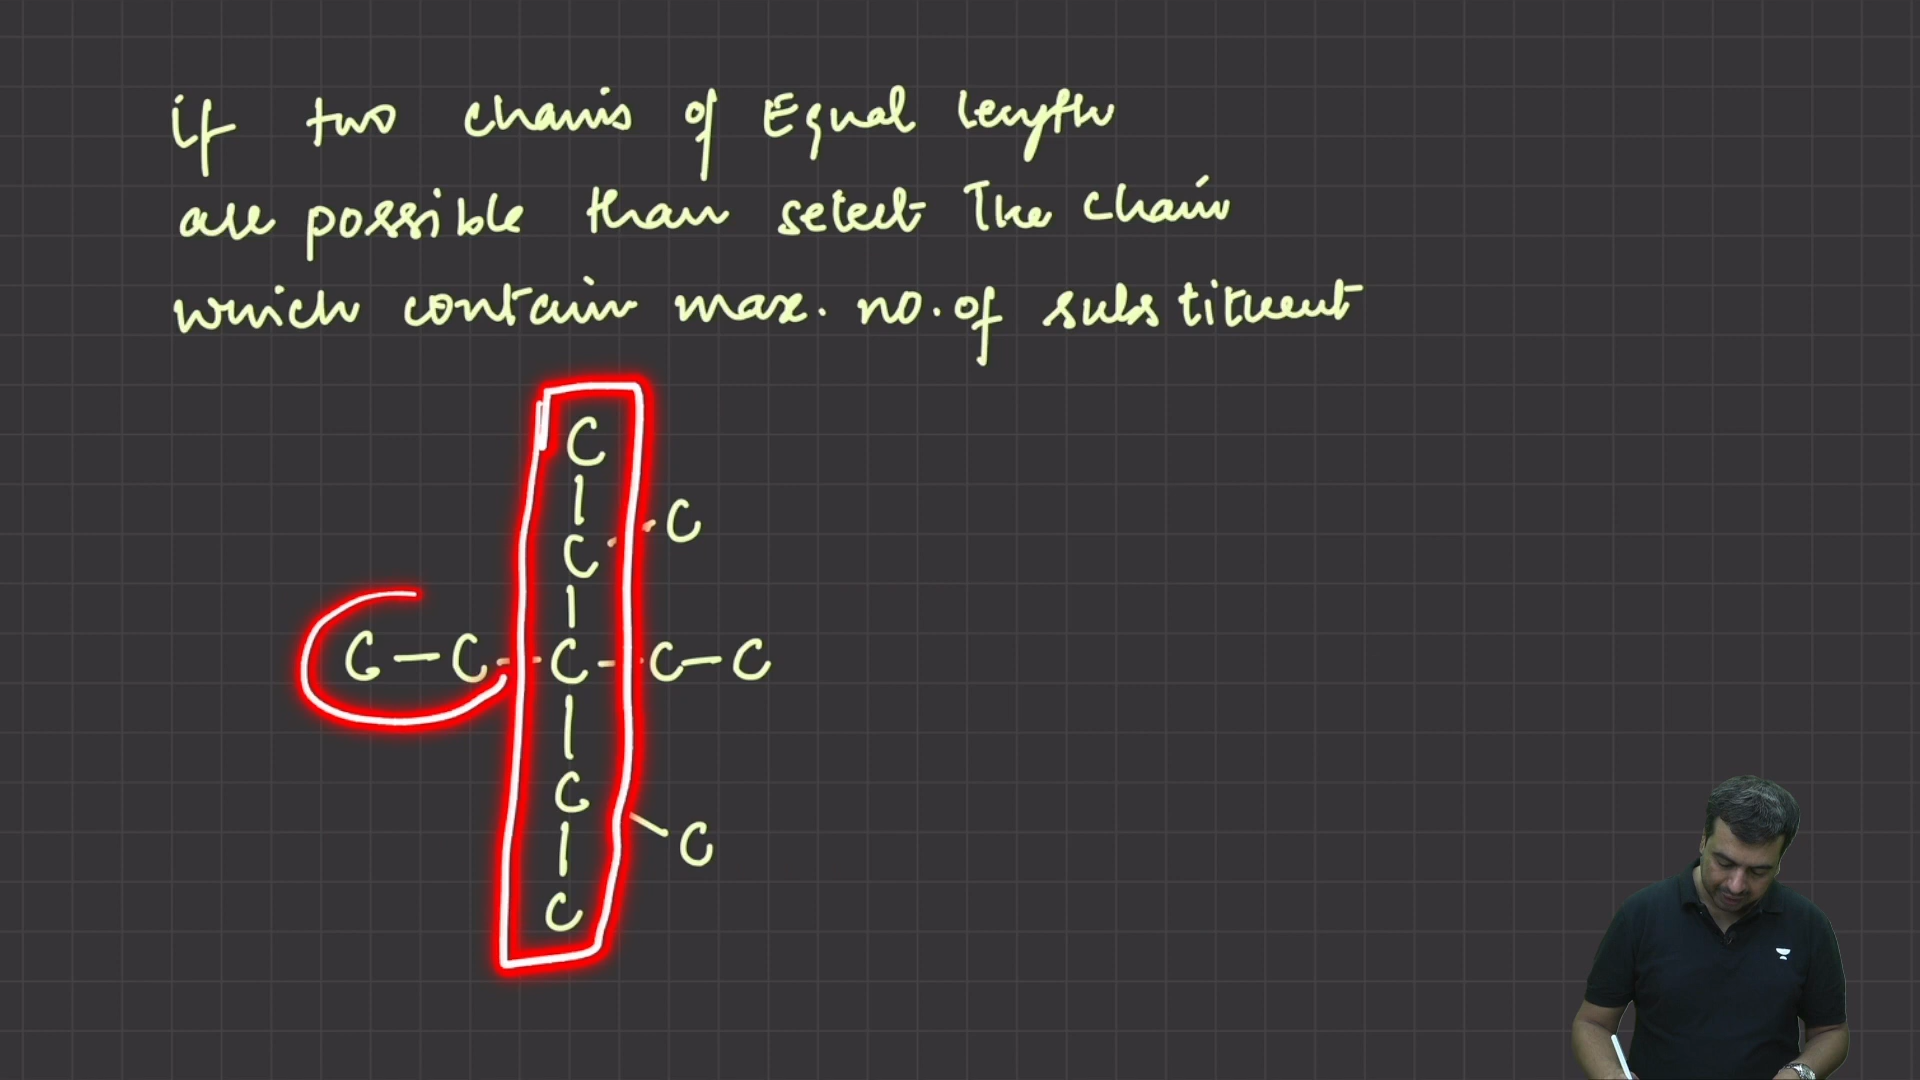 if two chains of Equal length
are possible than select The chain
which contain max. no. of substituent
C
|
C - C
|
C - C - C - C - C
|
C - C
|
C